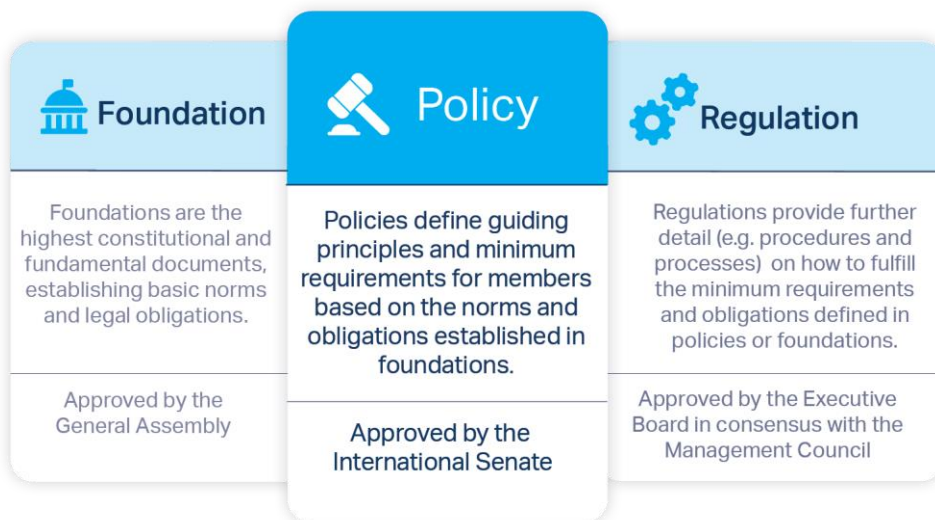 Foundation
Foundations are the
highest constitutional and
fundamental documents,
establishing basic norms
and legal obligations.
Approved by the
General Assembly
Policy
Policies define guiding
principles and minimum
requirements for members
based on the norms and
obligations established in
foundations.
Approved by the
International Senate
Regulation
Regulations provide further
detail (e.g. procedures and
processes) on how to fulfill
the minimum requirements
and obligations defined in
policies or foundations.
Approved by the Executive
Board in consensus with the
Management Council